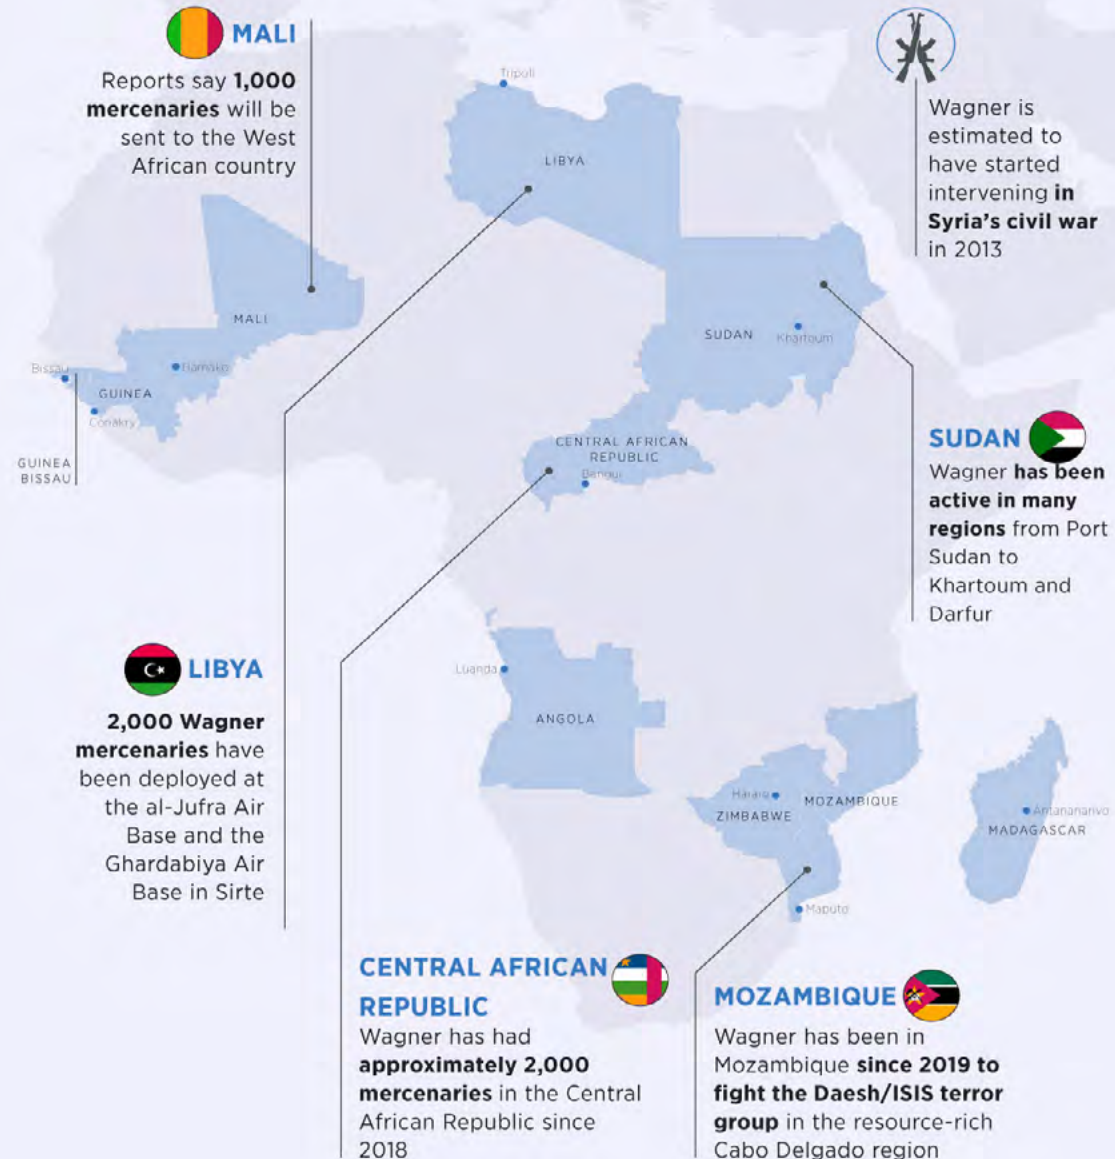 MALI
Reports say 1,000
mercenaries will be
sent to the West
African country
Wagner is
estimated to
have started
intervening in
Syria's civil war
in 2013
Tripoli
LIBYA
MALI
Bamako
Bissau
GUINEA
Conakry
GUINEA
BISSAU
SUDAN
Khartoum
CENTRAL AFRICAN
REPUBLIC
Bangui
SUDAN
Wagner has been
active in many
regions from Port
Sudan to
Khartoum and
Darfur
LIBYA
2,000 Wagner
mercenaries have
been deployed at
the al-Jufra Air
Base and the
Ghardabiya Air
Base in Sirte
Luanda
ANGOLA
ZIMBABWE
MOZAMBIQUE
Maputo
Antananarivo
MADAGASCAR
CENTRAL AFRICAN
REPUBLIC
Wagner has had
approximately 2,000
mercenaries in the Central
African Republic since
2018
MOZAMBIQUE
Wagner has been in
Mozambique since 2019 to
fight the Daesh/ISIS terror
group in the resource-rich
Cabo Delgado region